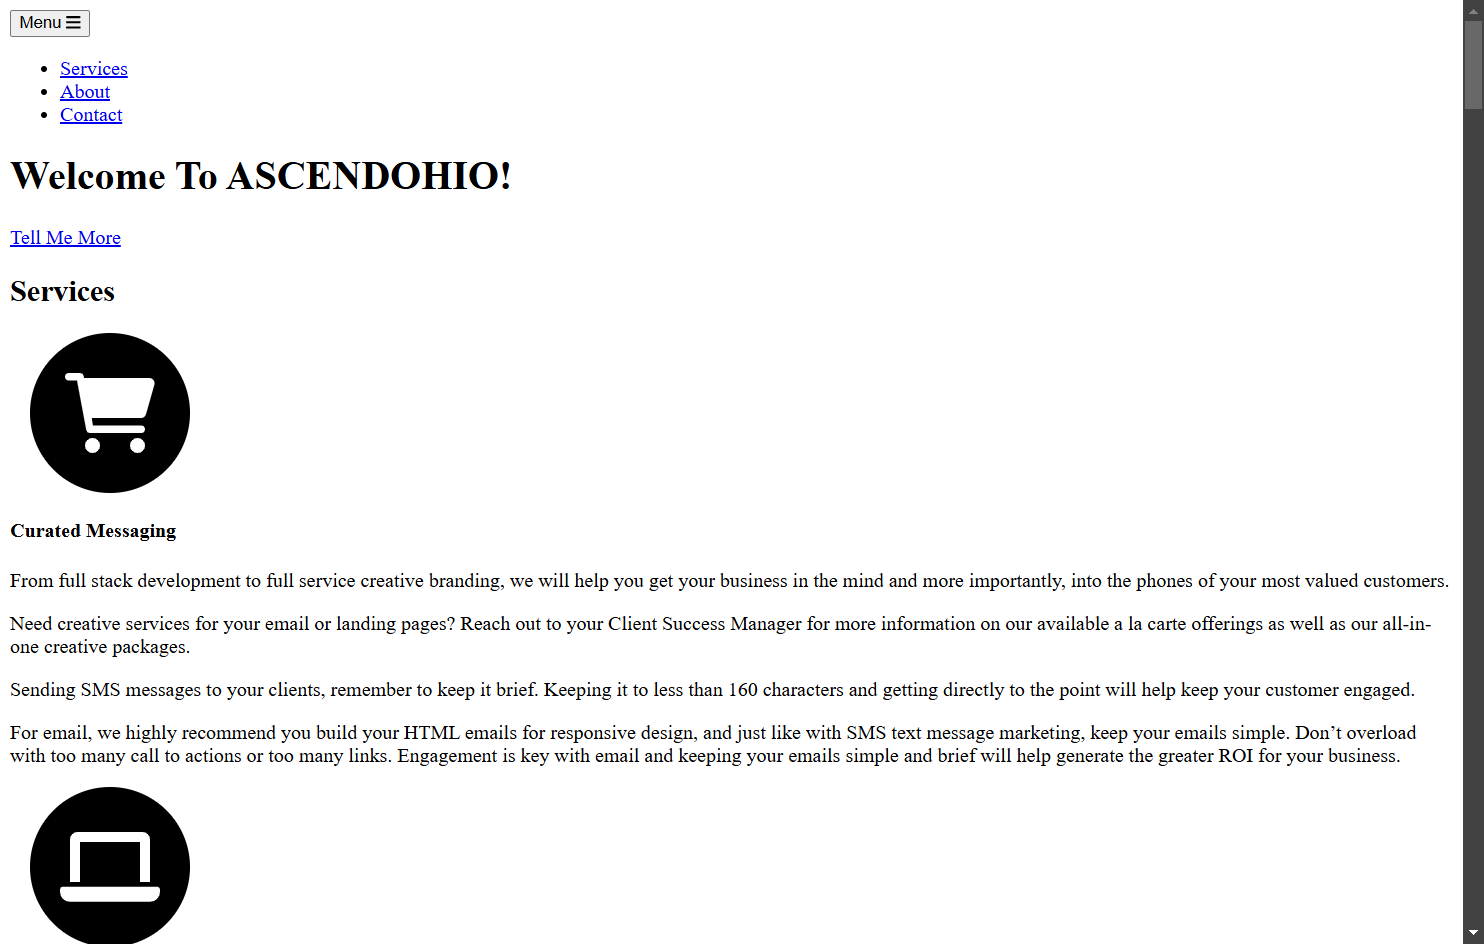 Menu
Services
About
Contact
Welcome To ASCENDOHIO!
Tell Me More
Services
Curated Messaging
From full stack development to full service creative branding, we will help you get your business in the mind and more importantly, into the phones of your most valued customers.
Need creative services for your email or landing pages? Reach out to your Client Success Manager for more information on our available a la carte offerings as well as our all-in-
one creative packages.
Sending SMS messages to your clients, remember to keep it brief. Keeping it to less than 160 characters and getting directly to the point will help keep your customer engaged.
For email, we highly recommend you build your HTML emails for responsive design, and just like with SMS text message marketing, keep your emails simple. Don’t overload
with too many call to actions or too many links. Engagement is key with email and keeping your emails simple and brief will help generate the greater ROI for your business.